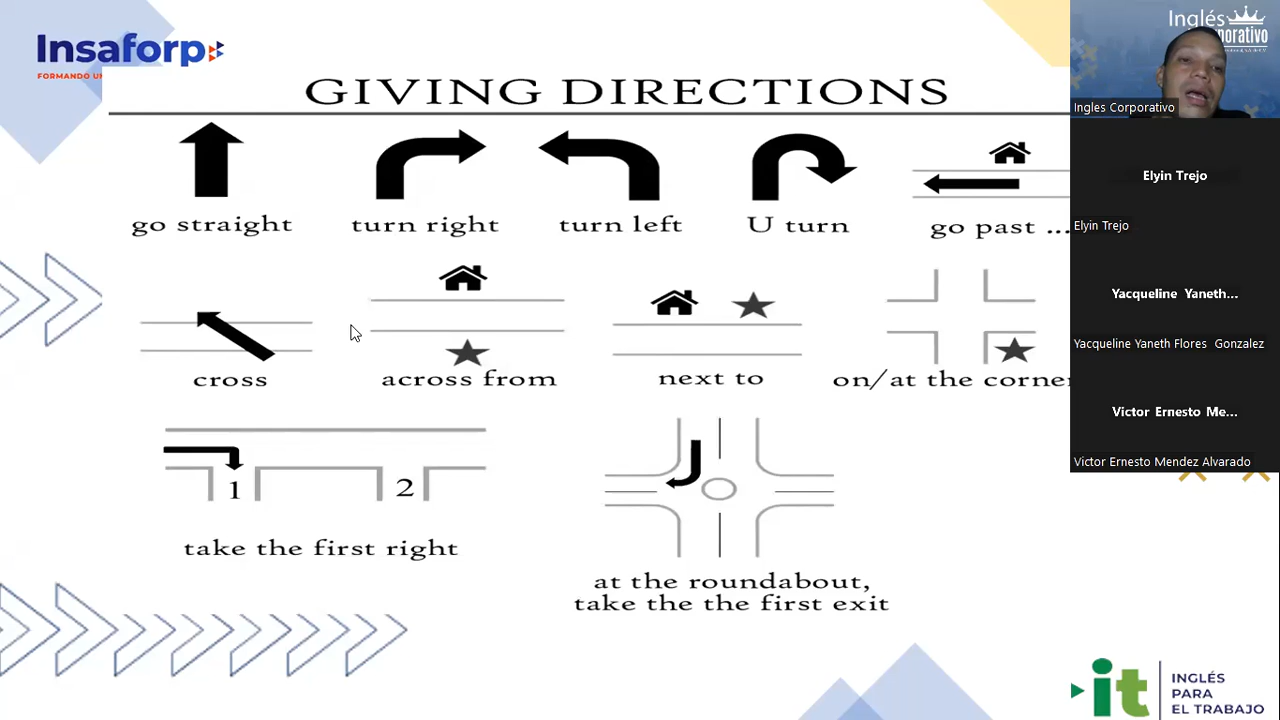 Insaforp
FORMANDO UN
GIVING DIRECTIONS
go straight
turn right
turn left
U turn
go past ...
cross
across from
next to
on/at the corner
1
2
take the first right
at the roundabout,
take the the first exit
Inglés
Ingles Corporativo
Elyin Trejo
Elyin Trejo
Yacqueline Yaneth...
Yacqueline Yaneth Flores Gonzalez
Victor Ernesto Me...
Victor Ernesto Mendez Alvarado
it
INGLÉS
PARA
EL TRABAJO